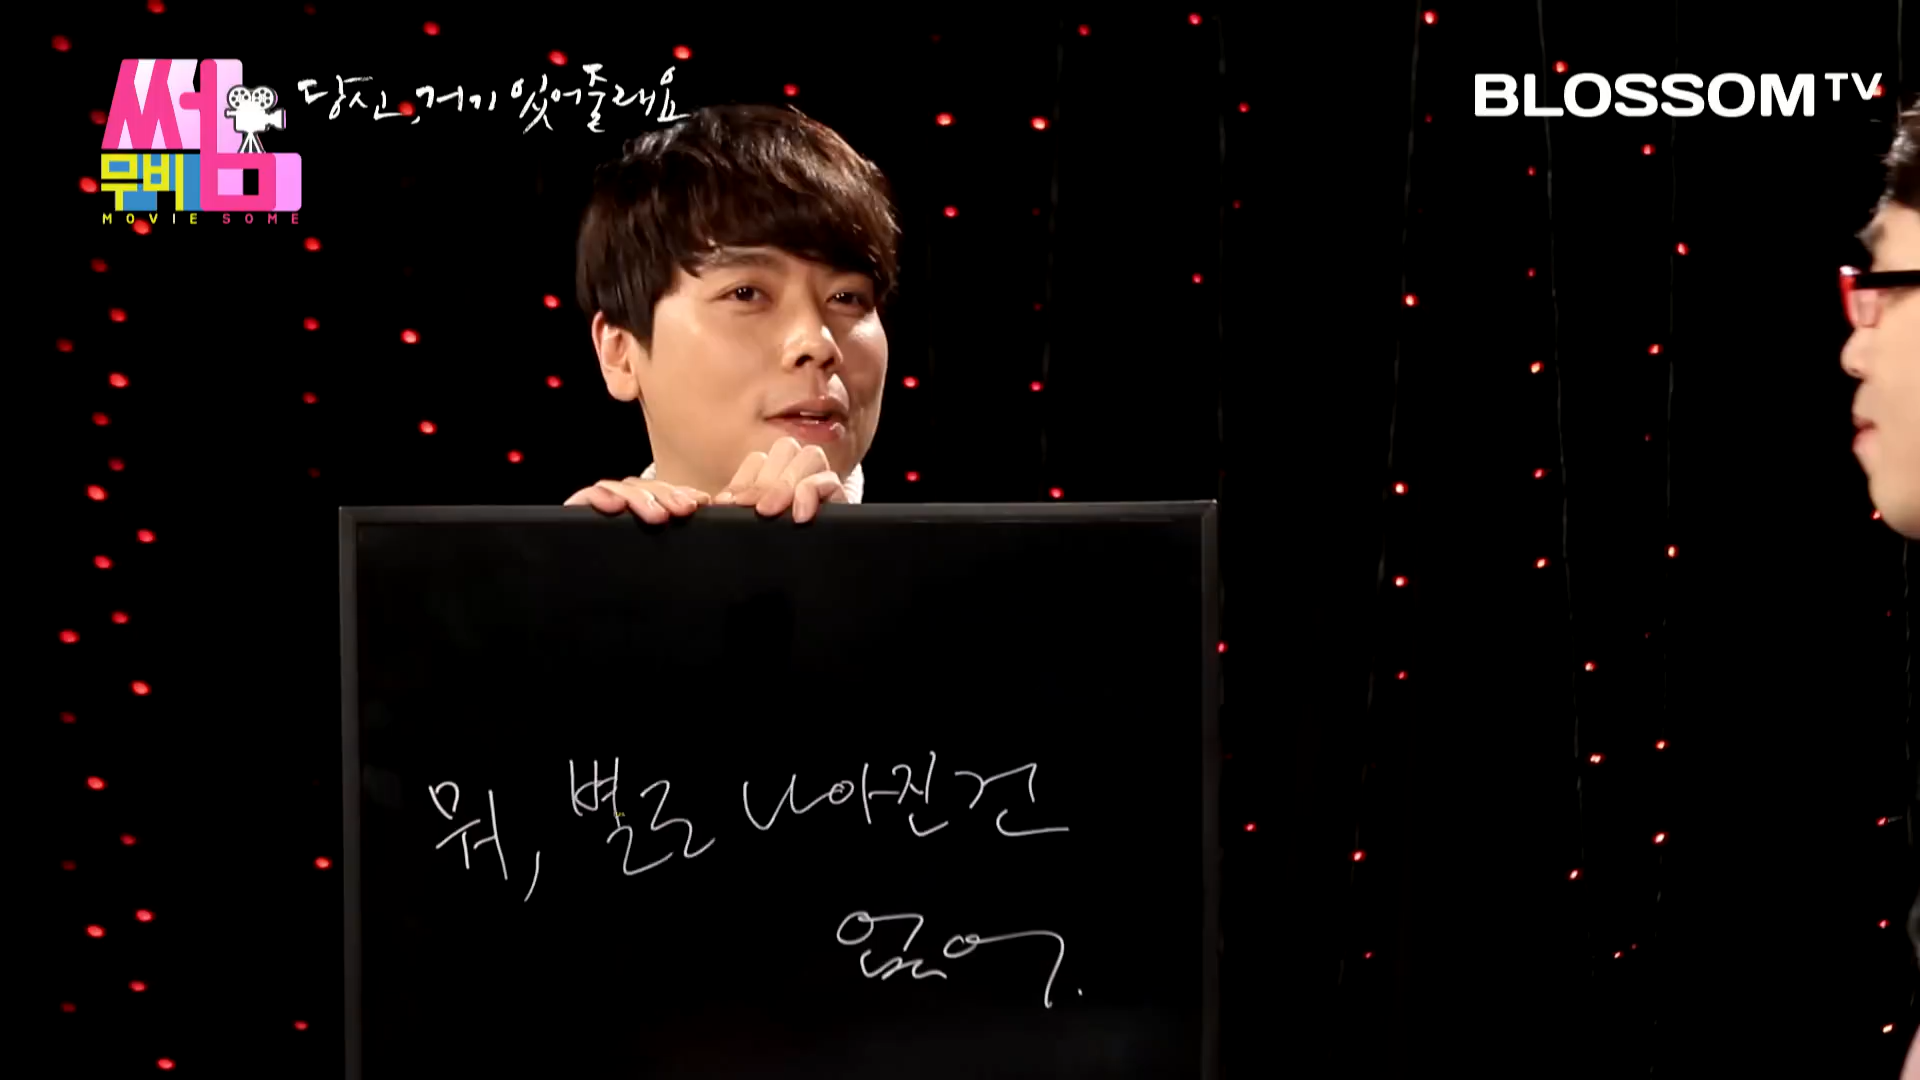 썸
무비
MOVIE SOME
당신, 거기 있어줄래요
BLOSSOM TV
뭐, 별로 나아진 건
없어.